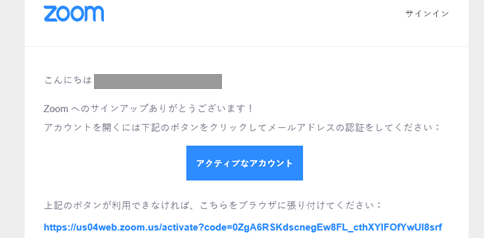 zoom
サインイン
こんにちは
Zoom へのサインアップありがとうございます！
アカウントを開くには下記のボタンをクリックしてメールアドレスの認証をしてください：
アクティブなアカウント
上記のボタンが利用できなければ、こちらをブラウザに張り付けてください：
https://us04web.zoom.us/activate?code=0ZgA6RSKdscnegEw8FL_cthXYIFOfYwUI8srf